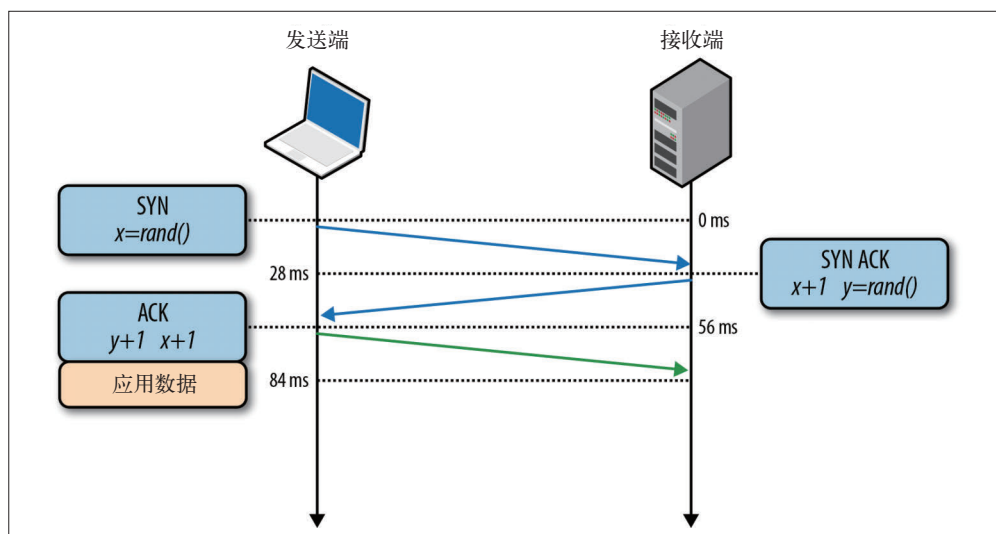 发送端
接收端
SYN
x=rand()
0 ms
28 ms
SYN ACK
x+1 y=rand()
ACK
y+1 x+1
56 ms
应用数据
84 ms